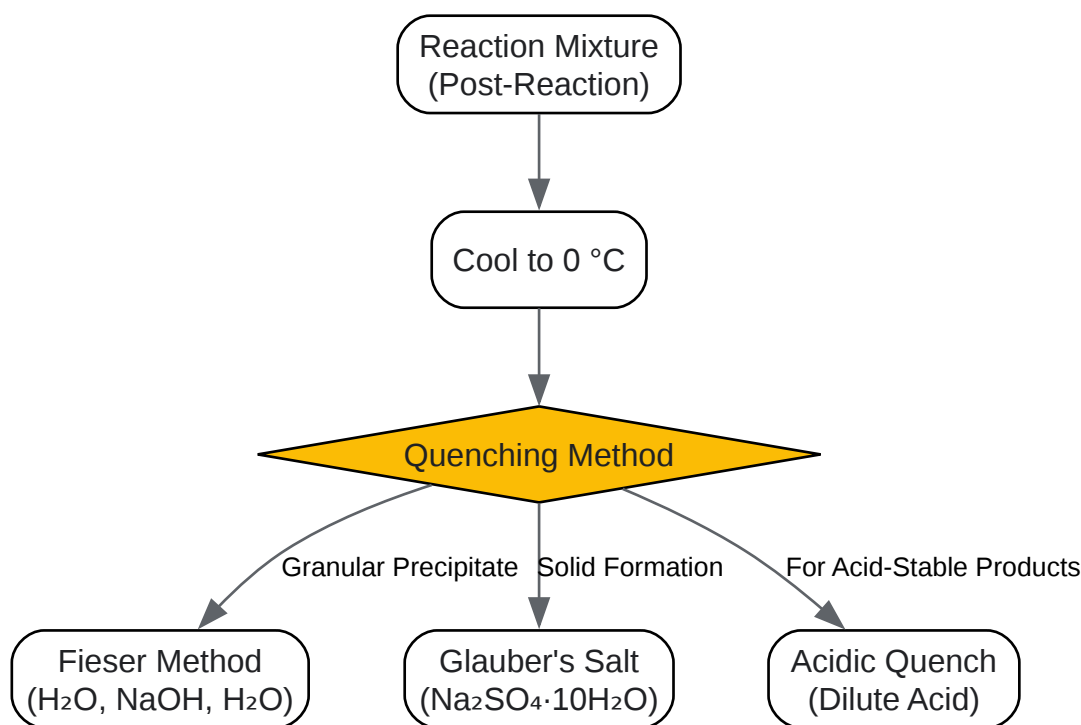 Reaction Mixture
(Post-Reaction)
Cool to 0 °C
Quenching Method
Granular Precipitate
Solid Formation
For Acid-Stable Products
Fieser Method
(H₂O, NaOH, H₂O)
Glauber's Salt
(Na₂SO₄·10H₂O)
Acidic Quench
(Dilute Acid)